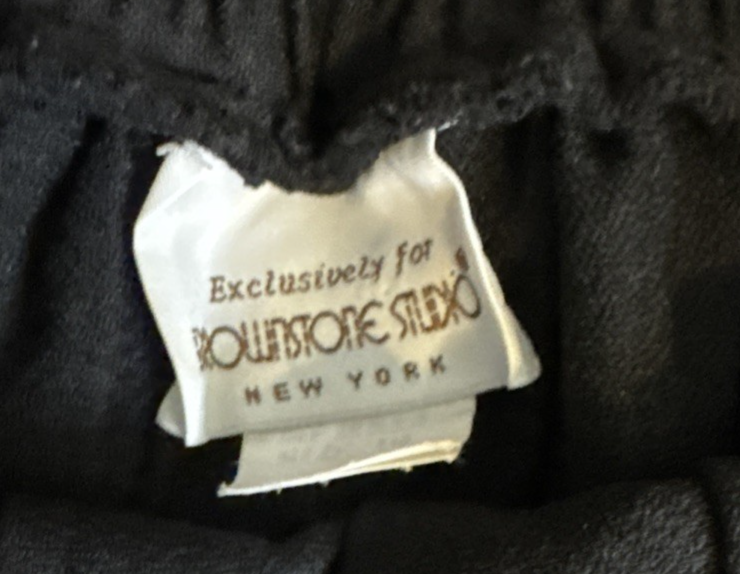 Exclusively for
BROWNSTONE STUDIO®
NEW YORK